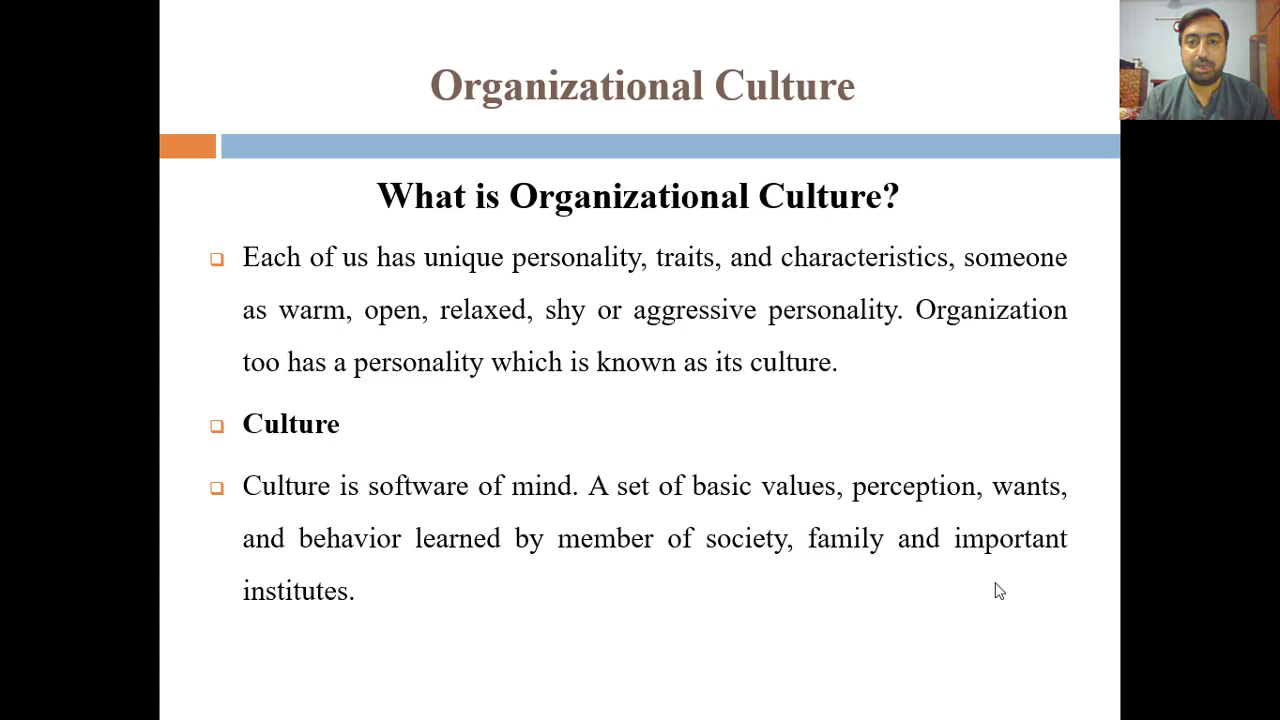 Organizational Culture
What is Organizational Culture?
Each of us has unique personality, traits, and characteristics, someone
as warm, open, relaxed, shy or aggressive personality. Organization
too has a personality which is known as its culture.
Culture
Culture is software of mind. A set of basic values, perception, wants,
and behavior learned by member of society, family and important
institutes.